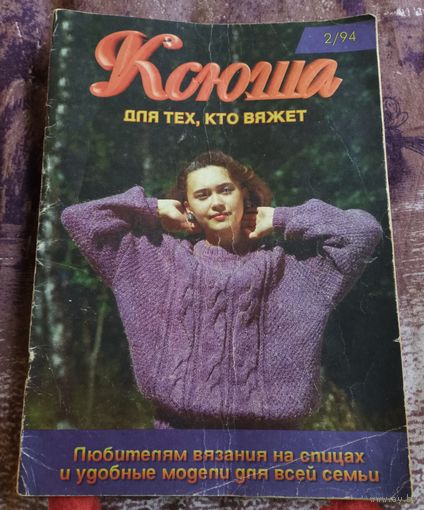 2/94
Ксюша
ДЛЯ ТЕХ, КТО ВЯЖЕТ
Любителям вязания на спицах
и удобные модели для всей семьи